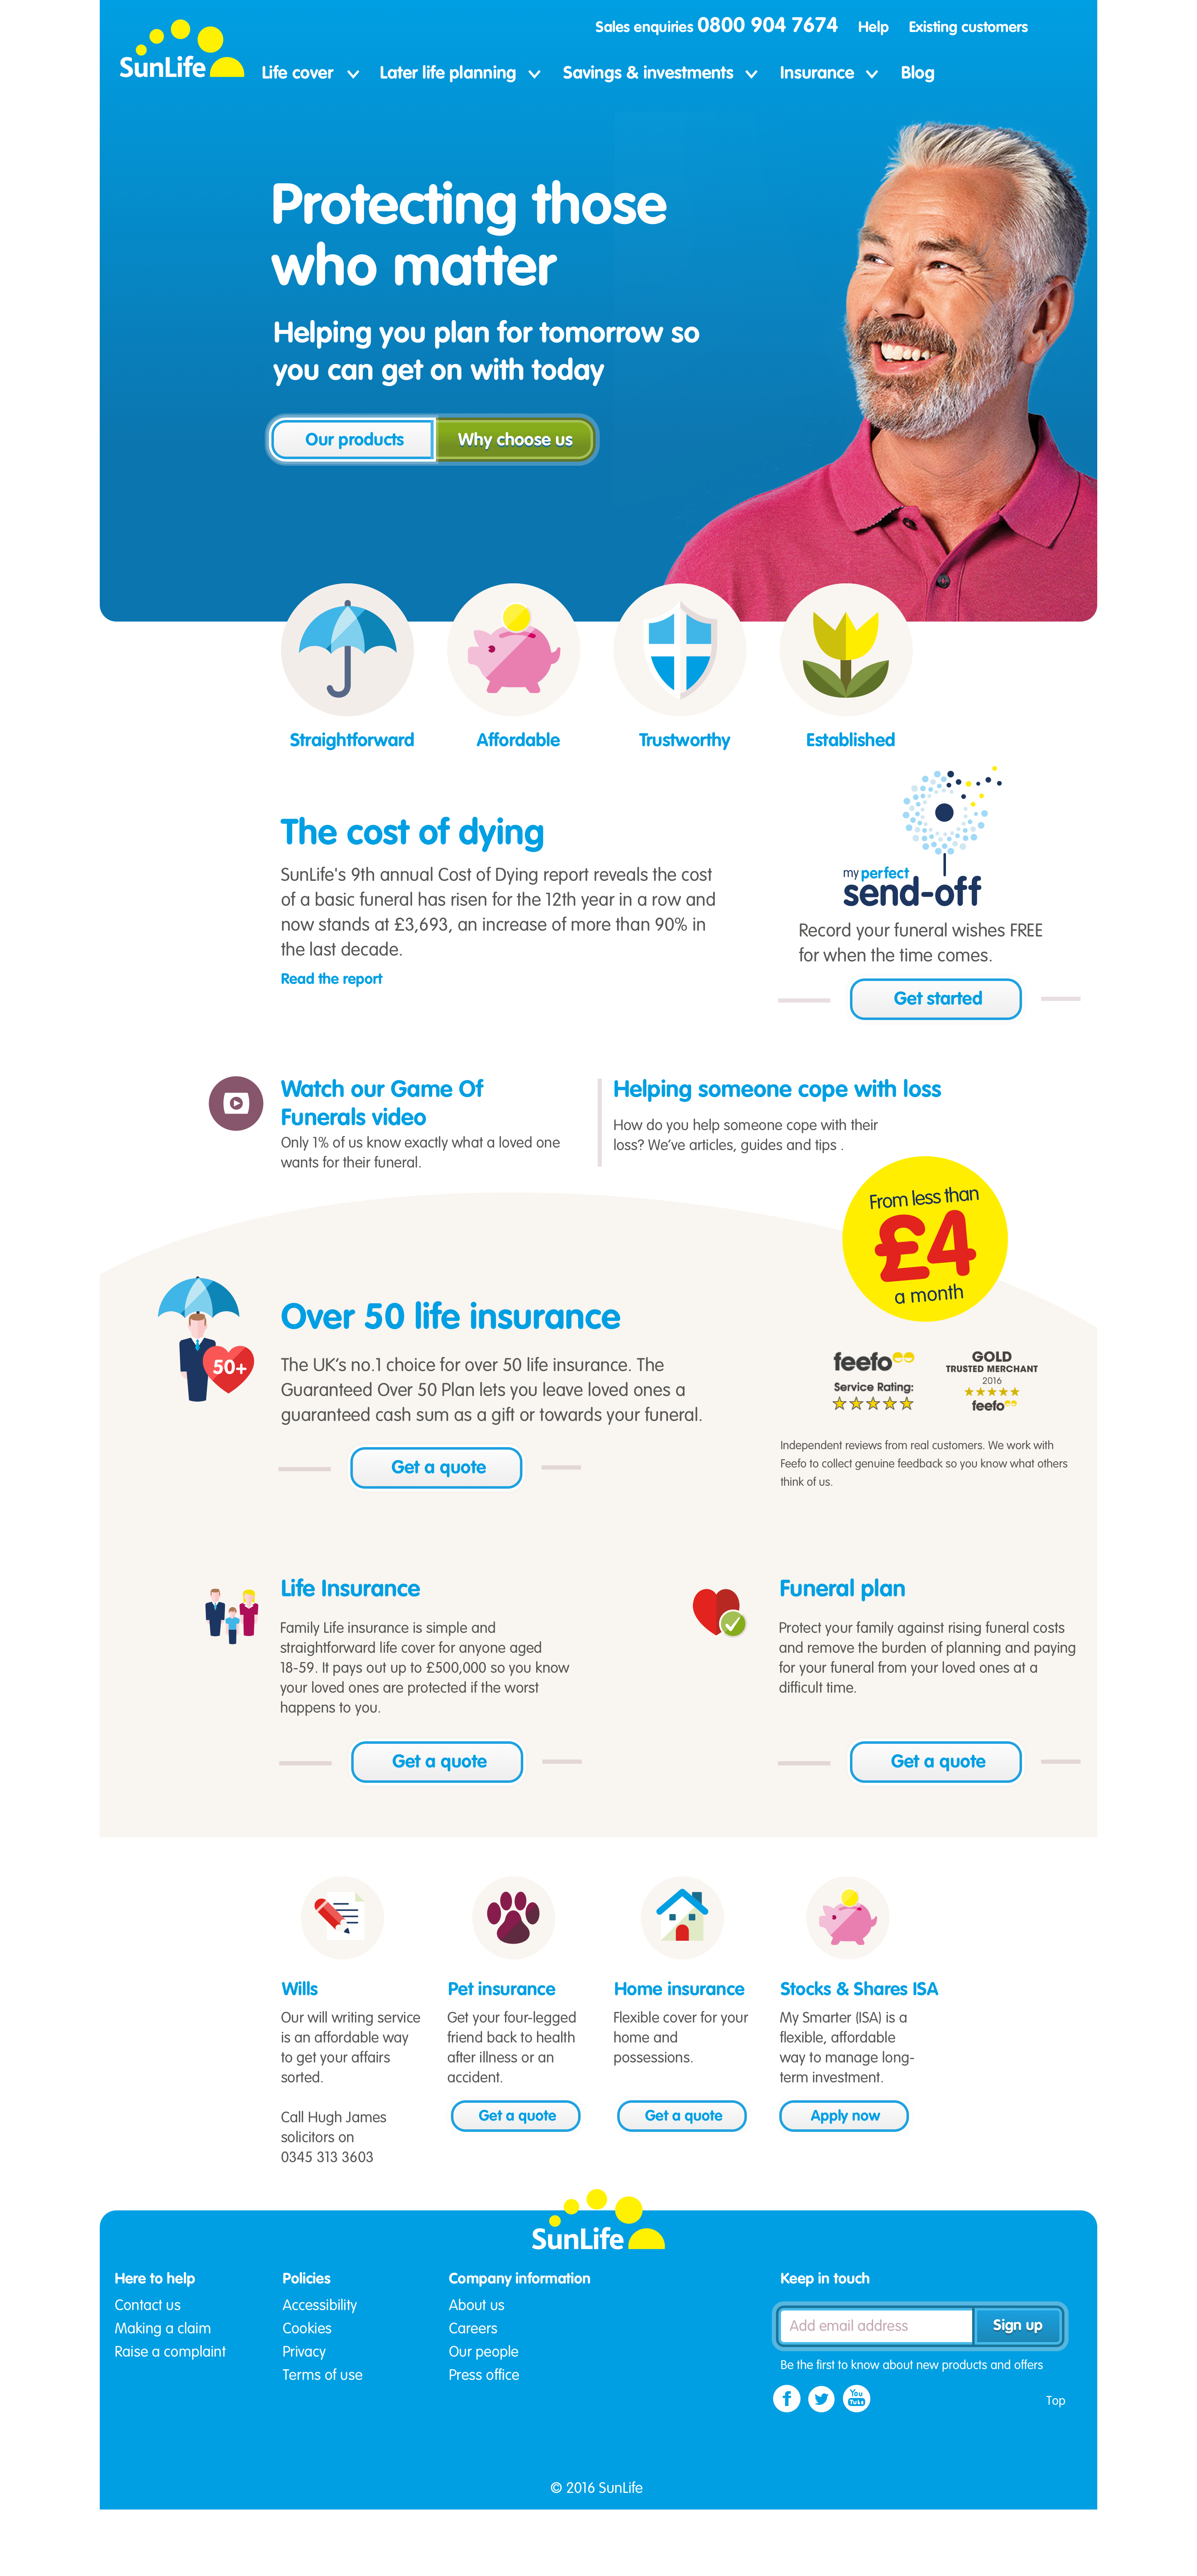 Sales enquiries 0800 904 7674 Help Existing customers
SunLife
Life cover Later life planning Savings & investments Insurance Blog
Protecting those
who matter
Helping you plan for tomorrow so
you can get on with today
Our products Why choose us
Straightforward Affordable Trustworthy Established
The cost of dying
SunLife's 9th annual Cost of Dying report reveals the cost
of a basic funeral has risen for the 12th year in a row and
now stands at £3,693, an increase of more than 90% in
the last decade.
Read the report
my perfect
send-off
Record your funeral wishes FREE
for when the time comes.
Get started
Watch our Game Of
Funerals video
Only 1% of us know exactly what a loved one
wants for their funeral.
Helping someone cope with loss
How do you help someone cope with their
loss? We've articles, guides and tips .
From less than
£4
a month
50+
Over 50 life insurance
The UK's no.1 choice for over 50 life insurance. The
Guaranteed Over 50 Plan lets you leave loved ones a
guaranteed cash sum as a gift or towards your funeral.
Get a quote
feefo
Service Rating:
GOLD
TRUSTED MERCHANT
2016
feefo
Independent reviews from real customers. We work with
Feefo to collect genuine feedback so you know what others
think of us.
Life Insurance
Family Life insurance is simple and
straightforward life cover for anyone aged
18-59. It pays out up to £500,000 so you know
your loved ones are protected if the worst
happens to you.
Get a quote
Funeral plan
Protect your family against rising funeral costs
and remove the burden of planning and paying
for your funeral from your loved ones at a
difficult time.
Get a quote
Wills
Our will writing service
is an affordable way
to get your affairs
sorted.
Call Hugh James
solicitors on
0345 313 3603
Pet insurance
Get your four-legged
friend back to health
after illness or an
accident.
Get a quote
Home insurance
Flexible cover for your
home and
possessions.
Get a quote
Stocks & Shares ISA
My Smarter (ISA) is a
flexible, affordable
way to manage long-
term investment.
Apply now
SunLife
Here to help
Contact us
Making a claim
Raise a complaint
Policies
Accessibility
Cookies
Privacy
Terms of use
Company information
About us
Careers
Our people
Press office
Keep in touch
Add email address Sign up
Be the first to know about new products and offers
f
You
Tube
Top
© 2016 SunLife